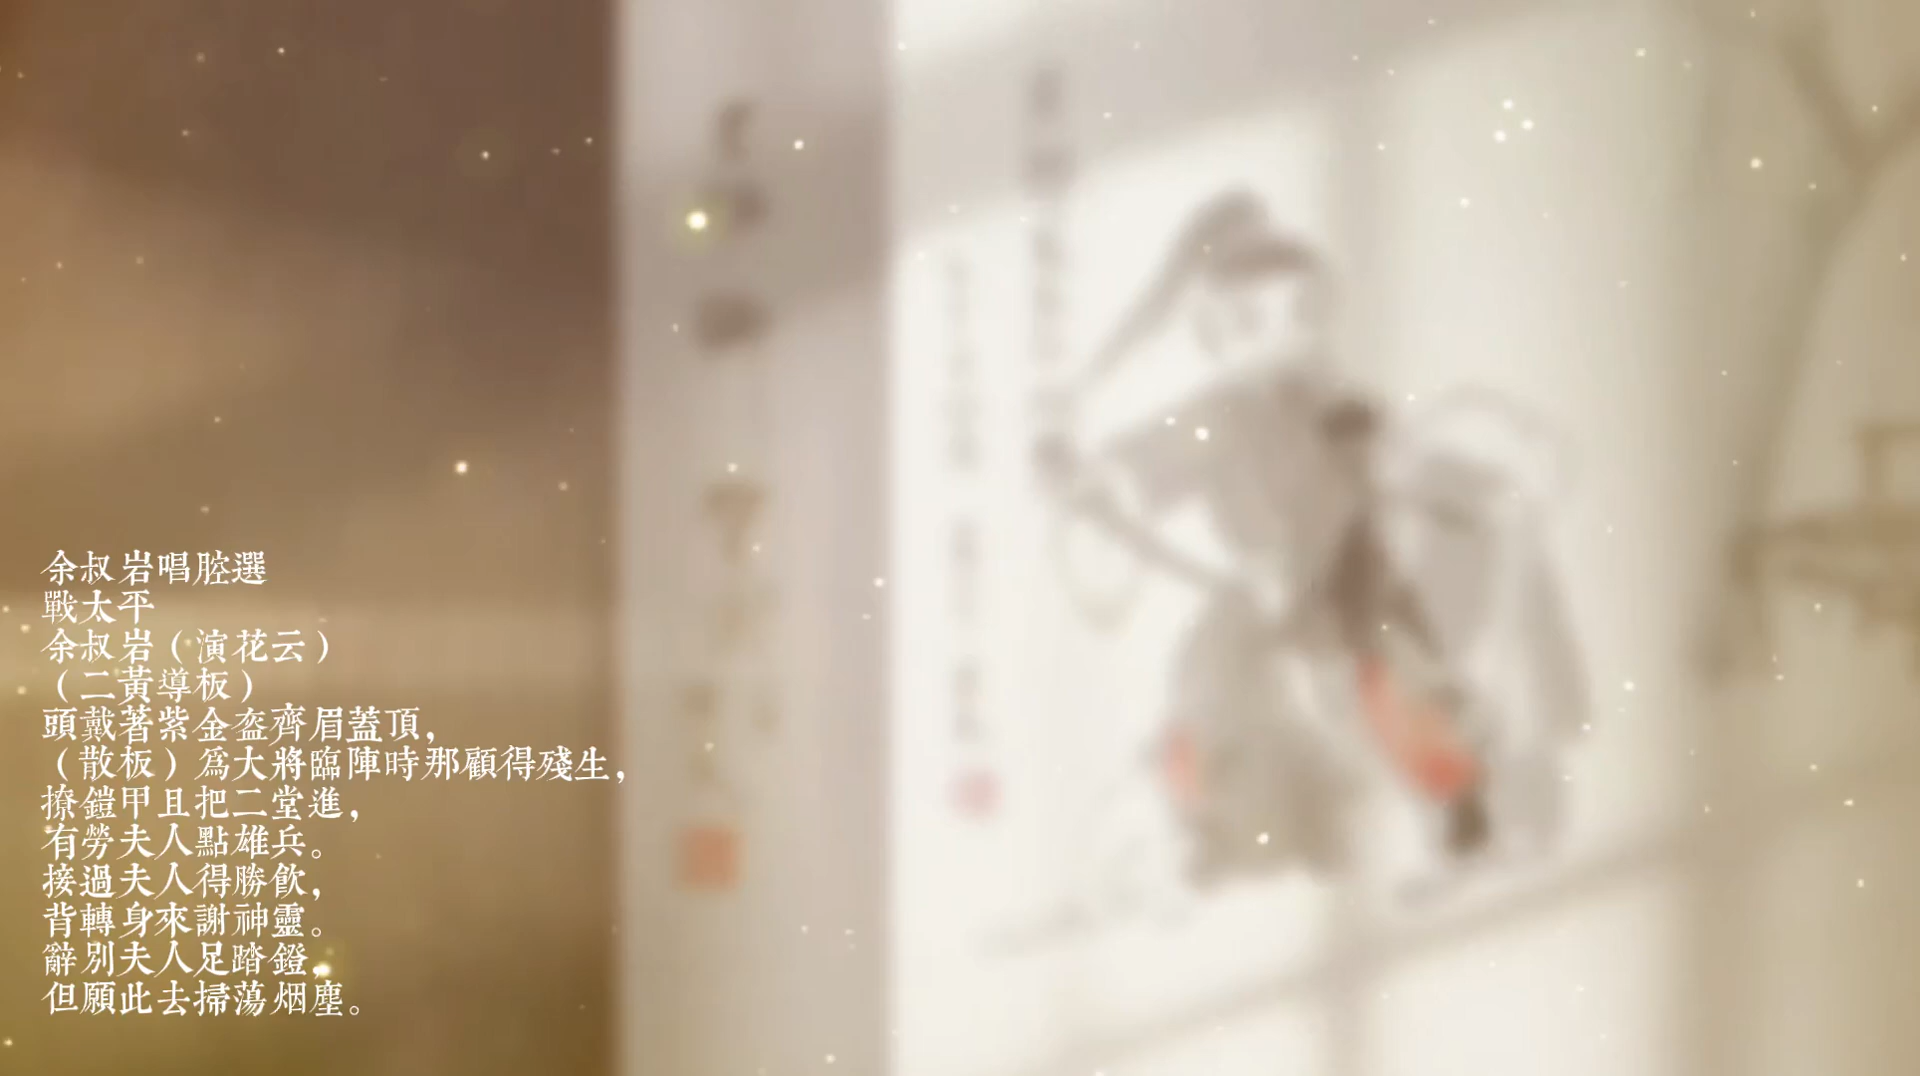 余叔岩唱腔選
戰太平
余叔岩（演花云）
（二黃導板）
頭戴著紫金盔齊眉蓋頂，
（散板）爲大將臨陣時那顧得殘生，
撩鎧甲且把二堂進，
有勞夫人點雄兵。
接過夫人得勝飲，
背轉身來謝神靈。
辭別夫人足踏鐙，
但願此去掃蕩烟塵。